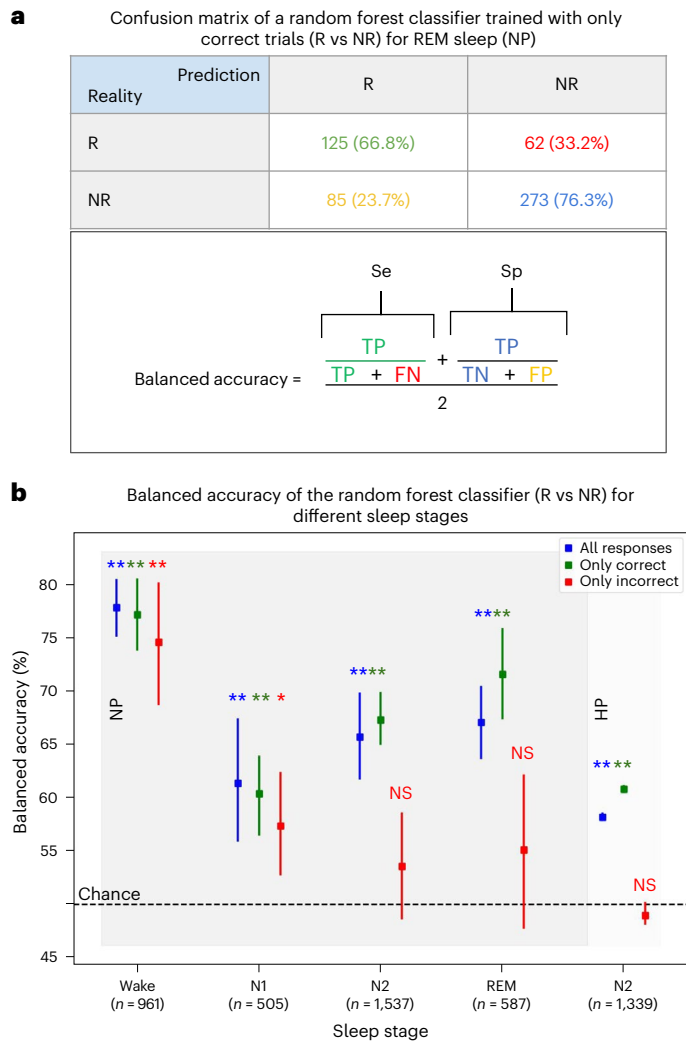 a
Confusion matrix of a random forest classifier trained with only
correct trials (R vs NR) for REM sleep (NP)
Prediction
Reality
R
NR
R
125 (66.8%)
62 (33.2%)
NR
85 (23.7%)
273 (76.3%)
Se
Sp
TP
+
TP
Balanced accuracy =
TP + FN
TN + FP
2
b
Balanced accuracy of the random forest classifier (R vs NR) for
different sleep stages
All responses
Only correct
Only incorrect
Balanced accuracy (%)
80
75
70
65
60
55
45
Chance
NP
HP
** ** **
** ** *
** **
NS
** **
NS
** **
NS
Wake
(n = 961)
N1
(n = 505)
N2
(n = 1,537)
REM
(n = 587)
N2
(n = 1,339)
Sleep stage